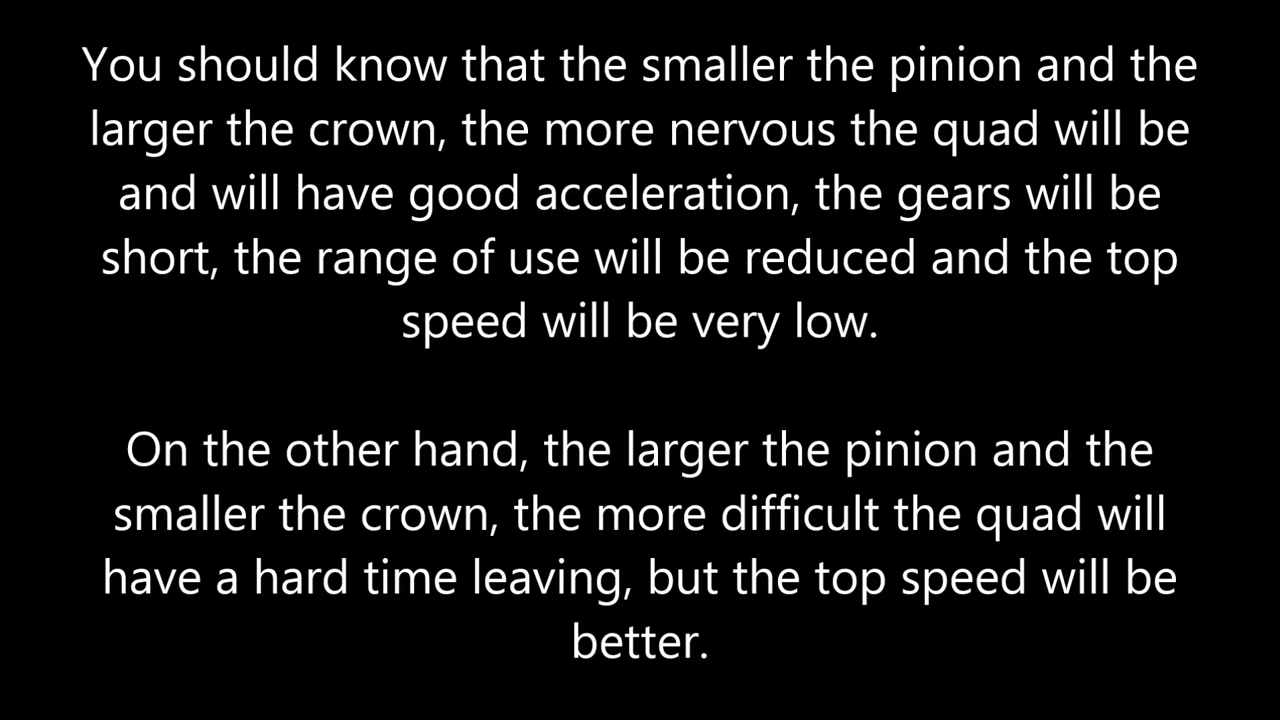 You should know that the smaller the pinion and the
larger the crown, the more nervous the quad will be
and will have good acceleration, the gears will be
short, the range of use will be reduced and the top
speed will be very low.
On the other hand, the larger the pinion and the
smaller the crown, the more difficult the quad will
have a hard time leaving, but the top speed will be
better.